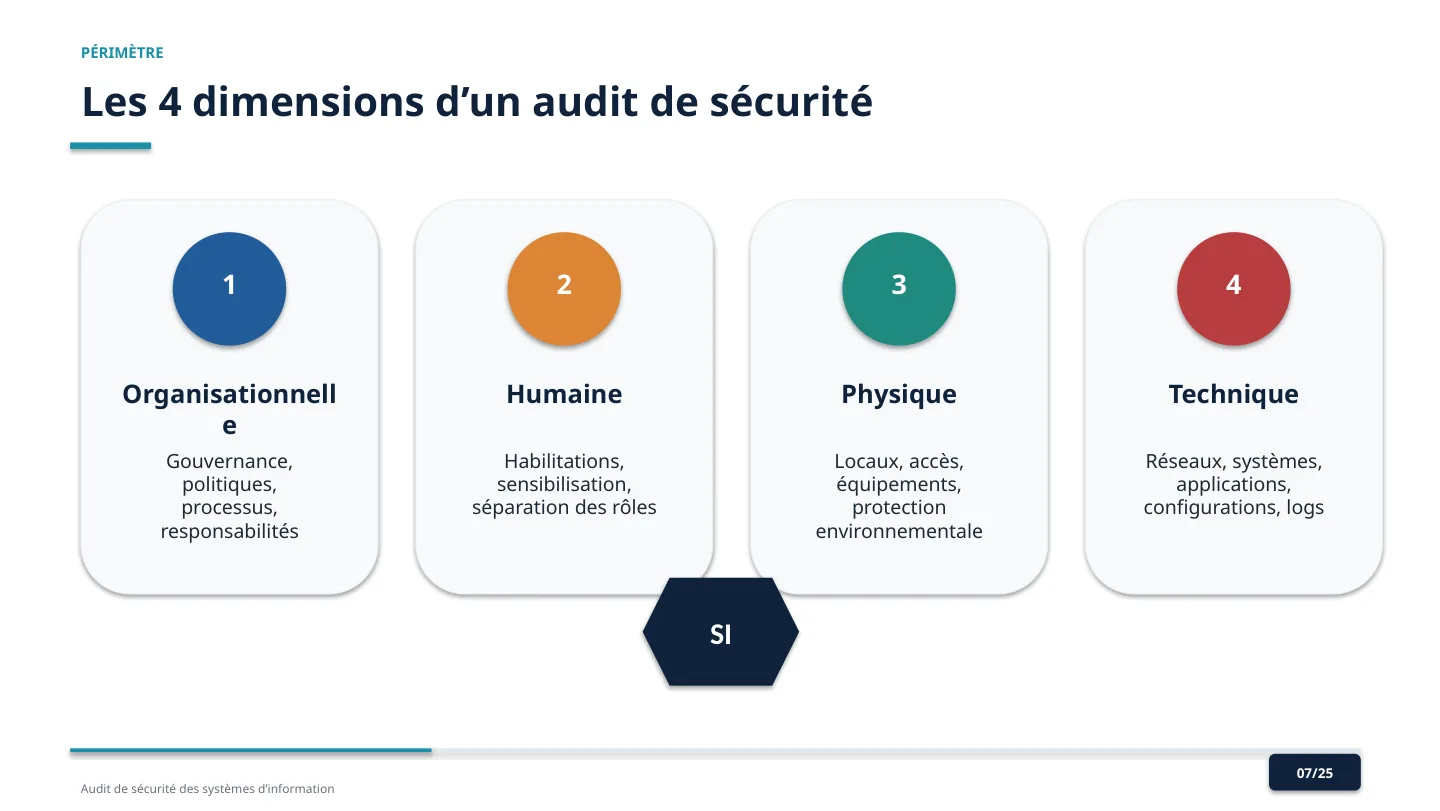 PÉRIMÈTRE
Les 4 dimensions d’un audit de sécurité
1
Organisationnell
e
Gouvernance,
politiques,
processus,
responsabilités
2
Humaine
Habilitations,
sensibilisation,
séparation des rôles
3
Physique
Locaux, accès,
équipements,
protection
environnementale
4
Technique
Réseaux, systèmes,
applications,
configurations, logs
SI
Audit de sécurité des systèmes d’information
07/25